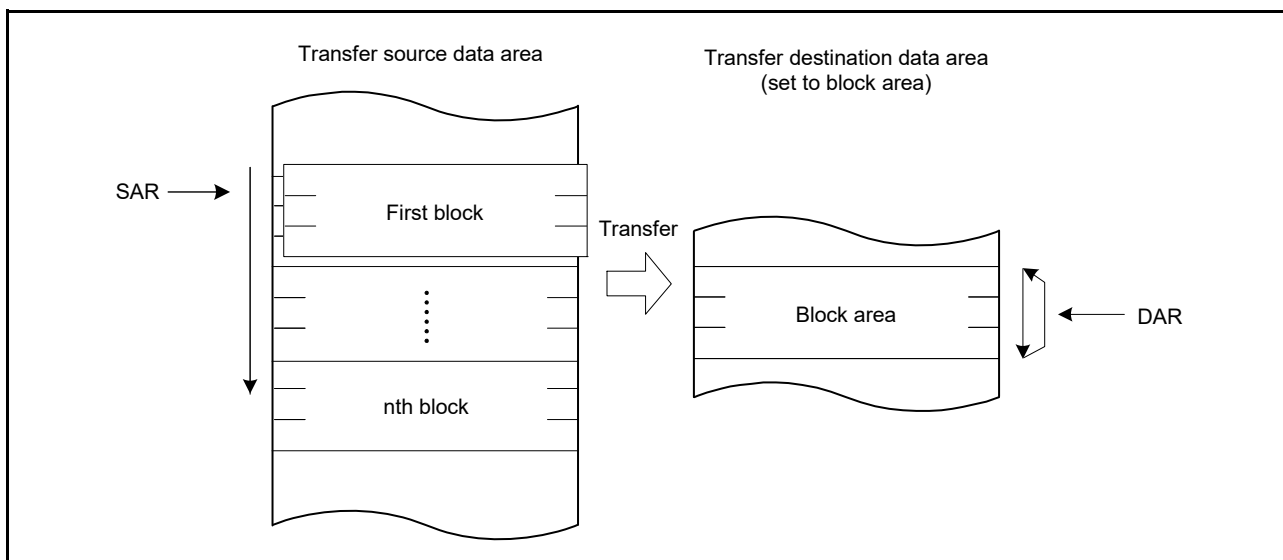 Transfer source data area
Transfer destination data area
(set to block area)
SAR
First block
Transfer
Block area
DAR
nth block